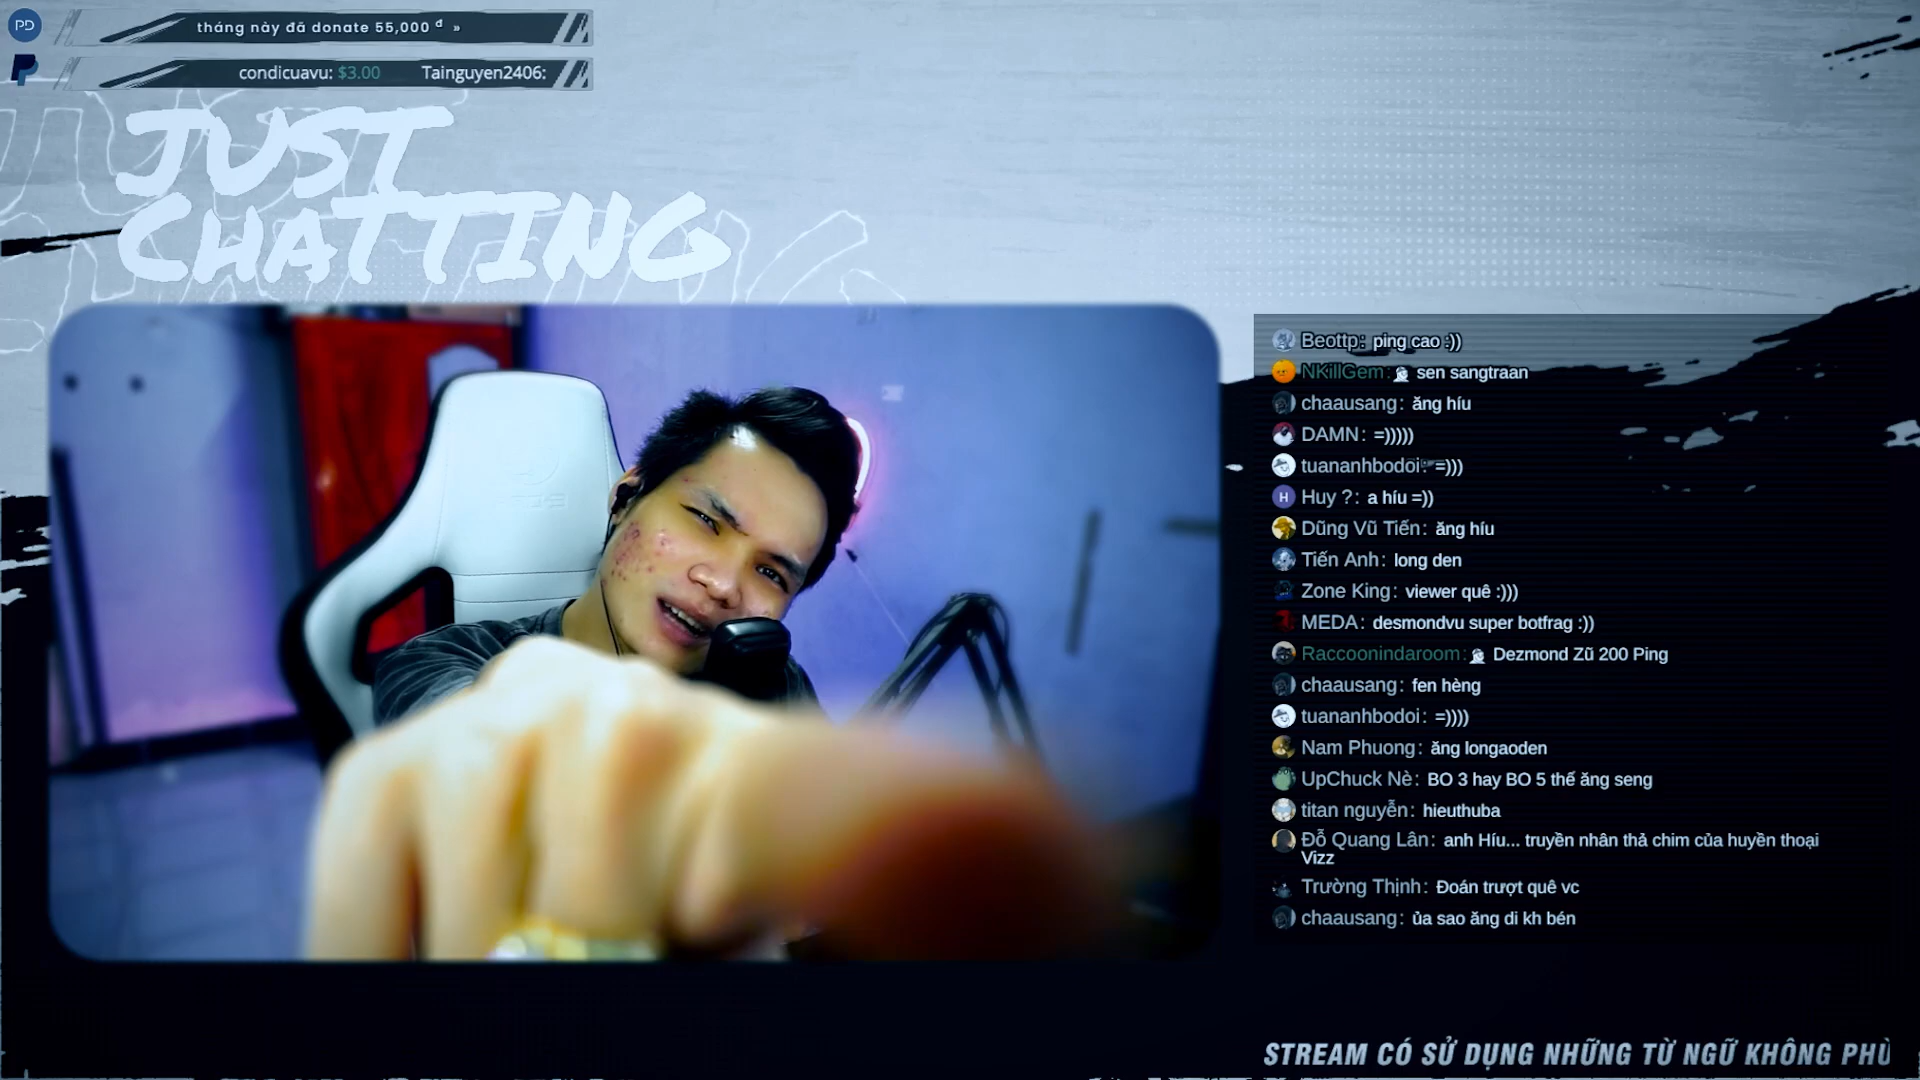 PD
tháng này đã donate 55,000 đ »
condicuavu: $3.00 Tainguyen2406:
JUST
CHATTING
Beottp: ping cao :))
NKillGem: sen sangtraan
chaausang: ăng híu
DAMN: =)))))
tuananhbodoi: =)))
H Huy ?: a híu =))
Dũng Vũ Tiến: ăng híu
Tiến Anh: long den
Zone King: viewer quê :)))
MEDA: desmondvu super botfrag :))
Raccoonindaroom: Dezmond Zũ 200 Ping
chaausang: fen hèng
tuananhbodoi: =))))
Nam Phuong: ăng longaoden
UpChuck Nè: BO 3 hay BO 5 thế ăng seng
titan nguyễn: hieuthuba
Đỗ Quang Lân: anh Híu... truyền nhân thả chim của huyền thoại
Vizz
Trường Thịnh: Đoán trượt quê vc
chaausang: ủa sao ăng di kh bén
STREAM CÓ SỬ DỤNG NHỮNG TỪ NGỮ KHÔNG PHÙ